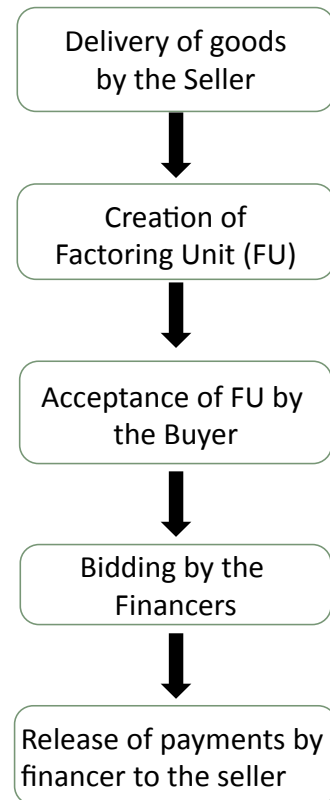 Delivery of goods
by the Seller
Creation of
Factoring Unit (FU)
Acceptance of FU by
the Buyer
Bidding by the
Financers
Release of payments by
financer to the seller